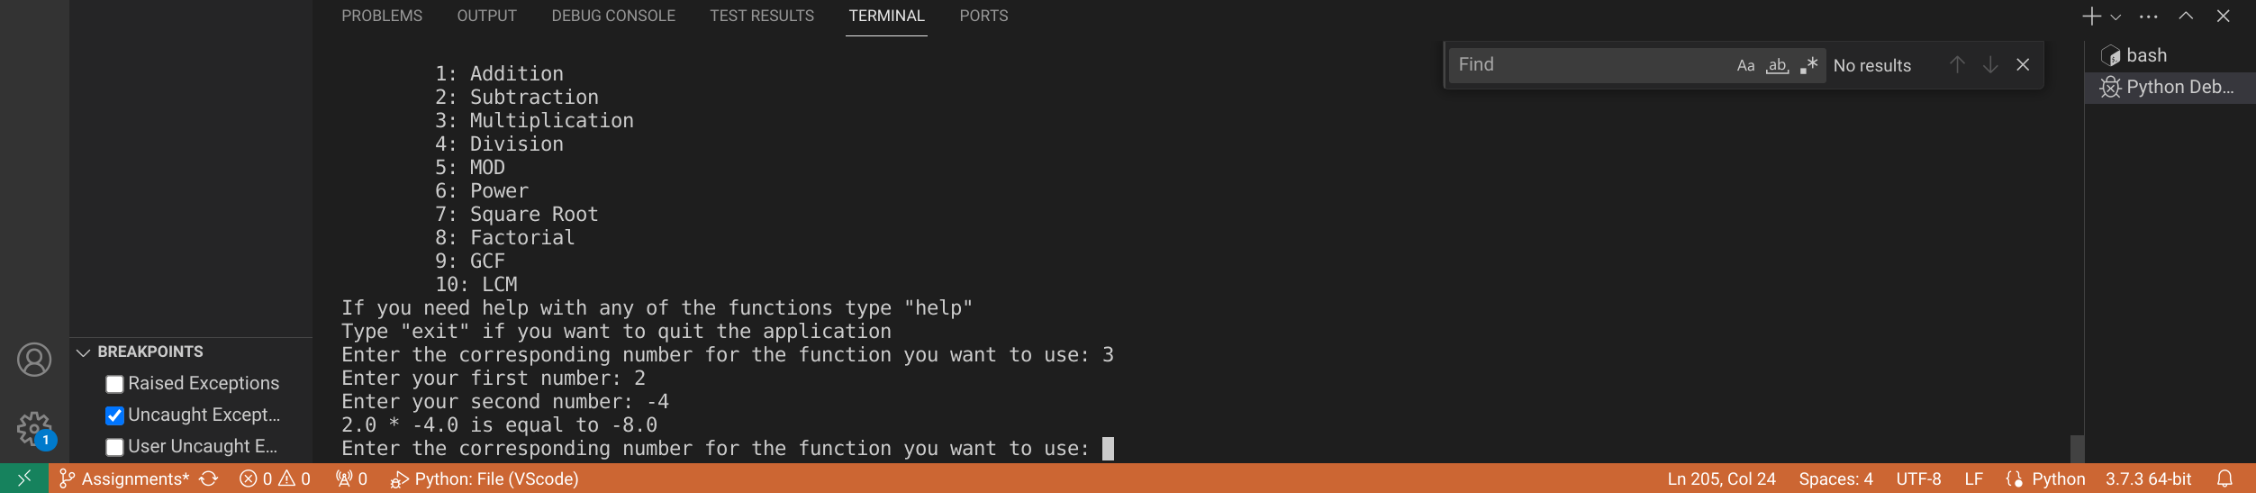 PROBLEMS OUTPUT DEBUG CONSOLE TEST RESULTS TERMINAL PORTS
Find Aa ab .* No results
bash
Python Deb...
1: Addition
2: Subtraction
3: Multiplication
4: Division
5: MOD
6: Power
7: Square Root
8: Factorial
9: GCF
10: LCM
If you need help with any of the functions type "help"
Type "exit" if you want to quit the application
Enter the corresponding number for the function you want to use: 3
Enter your first number: 2
Enter your second number: -4
2.0 * -4.0 is equal to -8.0
Enter the corresponding number for the function you want to use:
BREAKPOINTS
Raised Exceptions
Uncaught Except...
User Uncaught E...
1
Assignments* 0 0 0 Python: File (VScode) Ln 205, Col 24 Spaces: 4 UTF-8 LF Python 3.7.3 64-bit